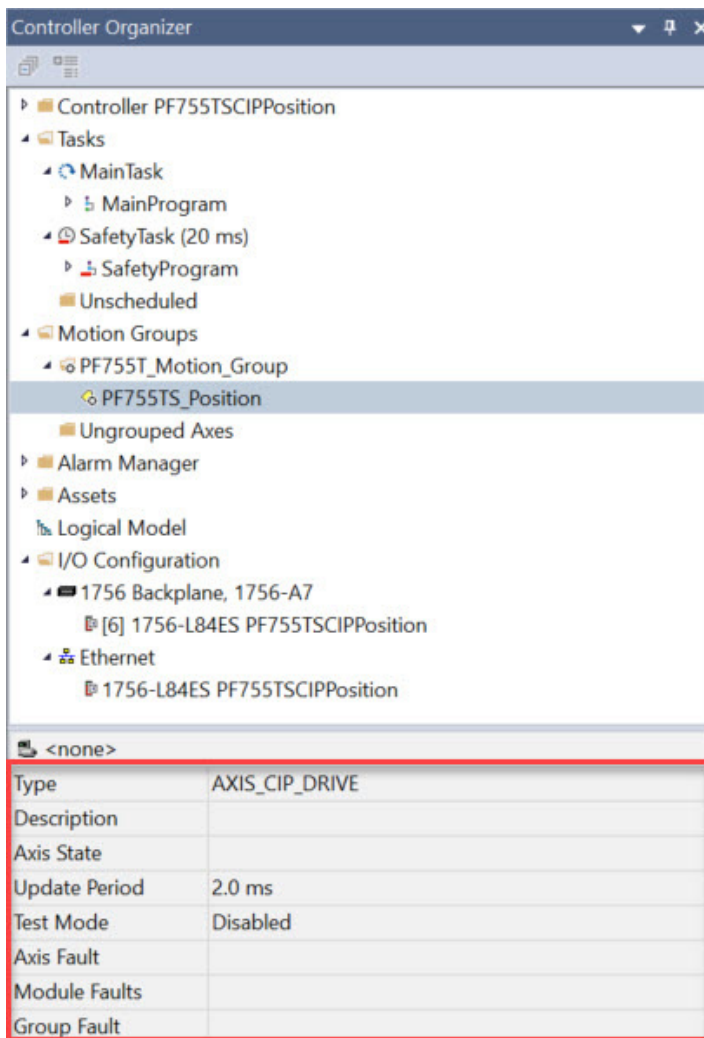 Controller Organizer
Controller PF755TSCIPPosition
Tasks
MainTask
MainProgram
SafetyTask (20 ms)
SafetyProgram
Unscheduled
Motion Groups
PF755T_Motion_Group
PF755TS_Position
Ungrouped Axes
Alarm Manager
Assets
Logical Model
I/O Configuration
1756 Backplane, 1756-A7
[6] 1756-L84ES PF755TSCIPPosition
Ethernet
1756-L84ES PF755TSCIPPosition
<none>
Type AXIS_CIP_DRIVE
Description
Axis State
Update Period 2.0 ms
Test Mode Disabled
Axis Fault
Module Faults
Group Fault